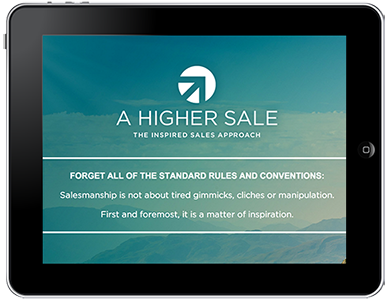 A HIGHER SALE
THE INSPIRED SALES APPROACH
FORGET ALL OF THE STANDARD RULES AND CONVENTIONS:
Salesmanship is not about tired gimmicks, cliches or manipulation.
First and foremost, it is a matter of inspiration.